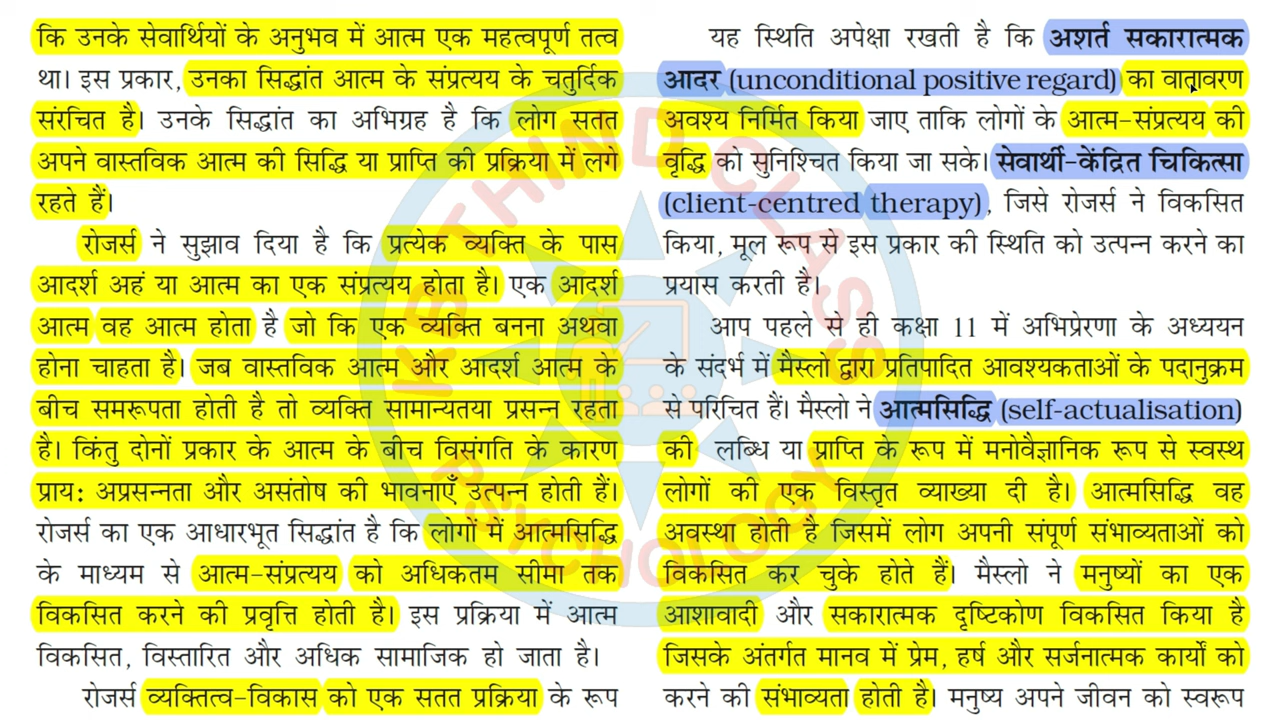 कि उनके सेवार्थियों के अनुभव में आत्म एक महत्वपूर्ण तत्व
था। इस प्रकार, उनका सिद्धांत आत्म के संप्रत्यय के चतुर्दिक
संरचित है। उनके सिद्धांत का अभिग्रह है कि लोग सतत
अपने वास्तविक आत्म की सिद्धि या प्राप्ति की प्रक्रिया में लगे
रहते हैं।
रोजर्स ने सुझाव दिया है कि प्रत्येक व्यक्ति के पास
आदर्श अहं या आत्म का एक संप्रत्यय होता है। एक आदर्श
आत्म वह आत्म होता है जो कि एक व्यक्ति बनना अथवा
होना चाहता है। जब वास्तविक आत्म और आदर्श आत्म के
बीच समरूपता होती है तो व्यक्ति सामान्यतया प्रसन्न रहता
है। किंतु दोनों प्रकार के आत्म के बीच विसंगति के कारण
प्राय: अप्रसन्नता और असंतोष की भावनाएँ उत्पन्न होती हैं।
रोजर्स का एक आधारभूत सिद्धांत है कि लोगों में आत्मसिद्धि
के माध्यम से आत्म-संप्रत्यय को अधिकतम सीमा तक
विकसित करने की प्रवृत्ति होती है। इस प्रक्रिया में आत्म
विकसित, विस्तारित और अधिक सामाजिक हो जाता है।
रोजर्स व्यक्तित्व-विकास को एक सतत प्रक्रिया के रूप
यह स्थिति अपेक्षा रखती है कि अशर्त सकारात्मक
आदर (unconditional positive regard) का वातावरण
अवश्य निर्मित किया जाए ताकि लोगों के आत्म-संप्रत्यय की
वृद्धि को सुनिश्चित किया जा सके। सेवार्थी-केंद्रित चिकित्सा
(client-centred therapy), जिसे रोजर्स ने विकसित
किया, मूल रूप से इस प्रकार की स्थिति को उत्पन्न करने का
प्रयास करती है।
आप पहले से ही कक्षा 11 में अभिप्रेरणा के अध्ययन
के संदर्भ में मैस्लो द्वारा प्रतिपादित आवश्यकताओं के पदानुक्रम
से परिचित हैं। मैस्लो ने आत्मसिद्धि (self-actualisation)
की लब्धि या प्राप्ति के रूप में मनोवैज्ञानिक रूप से स्वस्थ
लोगों की एक विस्तृत व्याख्या दी है। आत्मसिद्धि वह
अवस्था होती है जिसमें लोग अपनी संपूर्ण संभाव्यताओं को
विकसित कर चुके होते हैं। मैस्लो ने मनुष्यों का एक
आशावादी और सकारात्मक दृष्टिकोण विकसित किया है
जिसके अंतर्गत मानव में प्रेम, हर्ष और सर्जनात्मक कार्यों को
करने की संभाव्यता होती है। मनुष्य अपने जीवन को स्वरूप
KB THIND CLASSES
PSYCHOLOGY